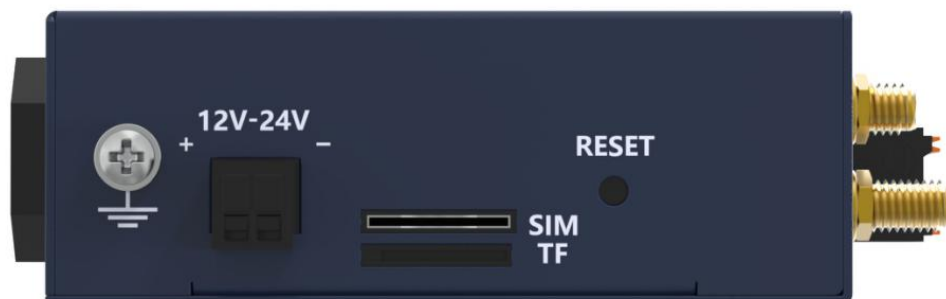 12V-24V
+ −
RESET
SIM
TF